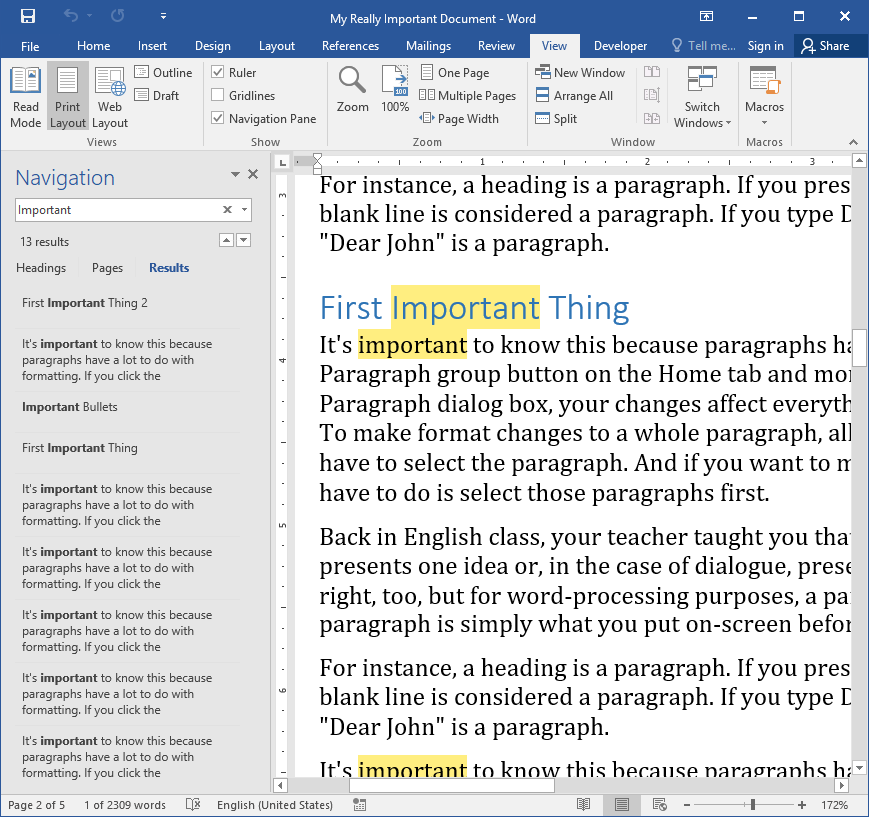 My Really Important Document - Word
File Home Insert Design Layout References Mailings Review View Developer Tell me... Sign in Share
Read Mode
Print Layout
Web Layout
Outline
Draft
Views
Ruler
Gridlines
Navigation Pane
Show
Zoom
100
100%
One Page
Multiple Pages
Page Width
Zoom
New Window
Arrange All
Split
Switch Windows
Window
Macros
Macros
Navigation
Important
13 results
Headings Pages Results
First Important Thing 2
It's important to know this because
paragraphs have a lot to do with
formatting. If you click the
Important Bullets
First Important Thing
It's important to know this because
paragraphs have a lot to do with
formatting. If you click the
It's important to know this because
paragraphs have a lot to do with
formatting. If you click the
It's important to know this because
paragraphs have a lot to do with
formatting. If you click the
It's important to know this because
paragraphs have a lot to do with
formatting. If you click the
It's important to know this because
paragraphs have a lot to do with
formatting. If you click the
L
1 2 3
3
4
5
6
For instance, a heading is a paragraph. If you pres
blank line is considered a paragraph. If you type D
"Dear John" is a paragraph.
First Important Thing
It's important to know this because paragraphs ha
Paragraph group button on the Home tab and mo
Paragraph dialog box, your changes affect everyth
To make format changes to a whole paragraph, all
have to select the paragraph. And if you want to m
have to do is select those paragraphs first.
Back in English class, your teacher taught you tha
presents one idea or, in the case of dialogue, prese
right, too, but for word-processing purposes, a pa
paragraph is simply what you put on-screen befor
For instance, a heading is a paragraph. If you pres
blank line is considered a paragraph. If you type D
"Dear John" is a paragraph.
It's important to know this because paragraphs ha
Page 2 of 5 1 of 2309 words English (United States) 172%